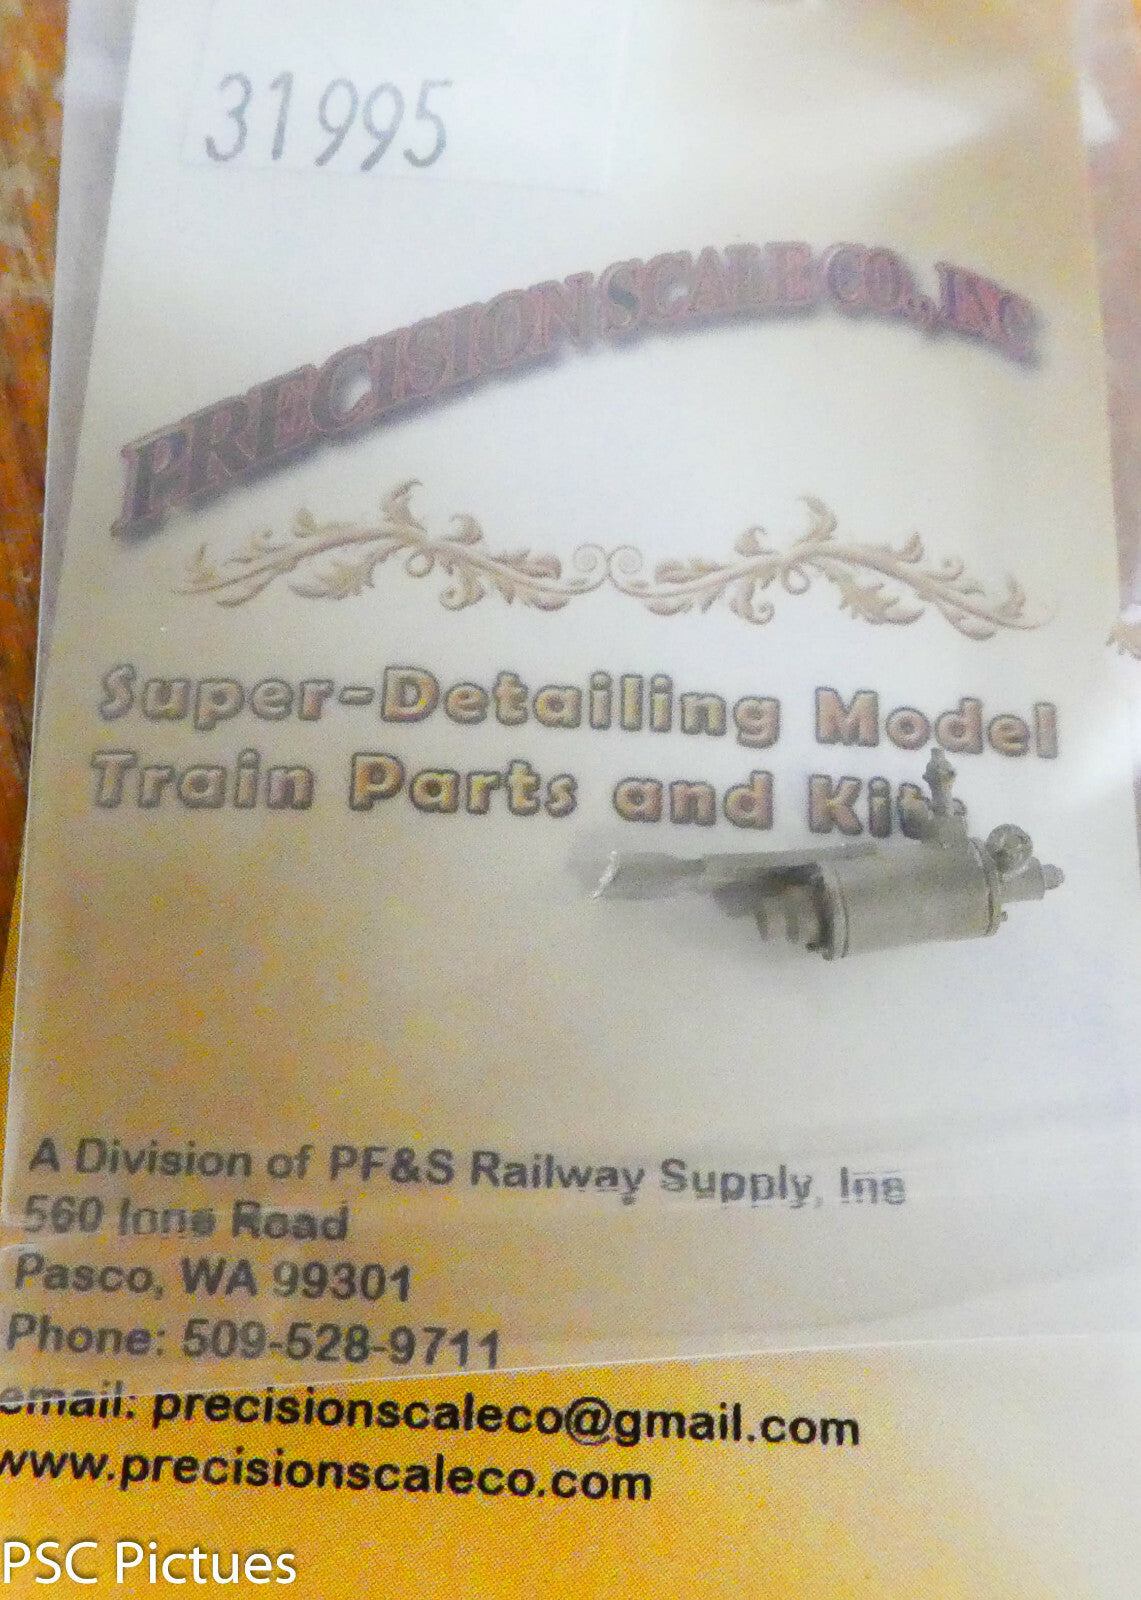 31995
PRECISION SCALE CO., INC
Super-Detailing Model
Train Parts and Kits
A Division of PF&S Railway Supply, Inc
560 Ione Road
Pasco, WA 99301
Phone: 509-528-9711
email: precisionscaleco@gmail.com
www.precisionscaleco.com
PSC Pictues